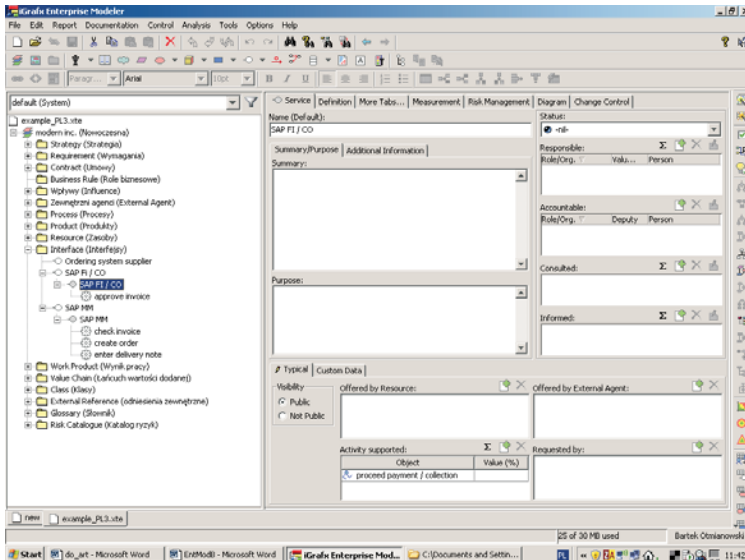 iGrafx Enterprise Modeler
File Edit Report Documentation Control Analysis Tools Options Help
Paragr... Arial 10pt B I U
default (System)
example_PL3.xte
modern inc. (Nowoczesna)
Strategy (Strategia)
Requirement (Wymagania)
Contract (Umowy)
Business Rule (Role biznesowe)
Wpływy (Influence)
Zewnętrzni agenci (External Agent)
Process (Procesy)
Product (Produkty)
Resource (Zasoby)
Interface (Interfejsy)
Ordering system supplier
SAP Fi / CO
SAP FI / CO
approve invoice
SAP MM
SAP MM
check invoice
create order
enter delivery note
Work Product (Wynik pracy)
Value Chain (Łańcuch wartości dodanej)
Class (Klasy)
External Reference (odniesienia zewnętrzne)
Glossary (Słownik)
Risk Catalogue (Katalog ryzyk)
Service Definition More Tabs... Measurement Risk Management Diagram Change Control
Name (Default):
SAP FI / CO
Summary/Purpose Additional Information
Summary:
Purpose:
Status:
-nil-
Responsible: Σ
Role/Org. Valu... Person
Accountable:
Role/Org. Deputy Person
Consulted: Σ
Informed: Σ
Typical Custom Data
Visibility
Public
Not Public
Offered by Resource:
Offered by External Agent:
Activity supported: Σ
Object Value (%)
proceed payment / collection
Requested by:
new example_PL3.xte
25 of 30 MB used Bartek Otmianowski
Start do_art - Microsoft Word EntModB - Microsoft Word iGrafx Enterprise Mod... C:\Documents and Settin... PL « 11:42